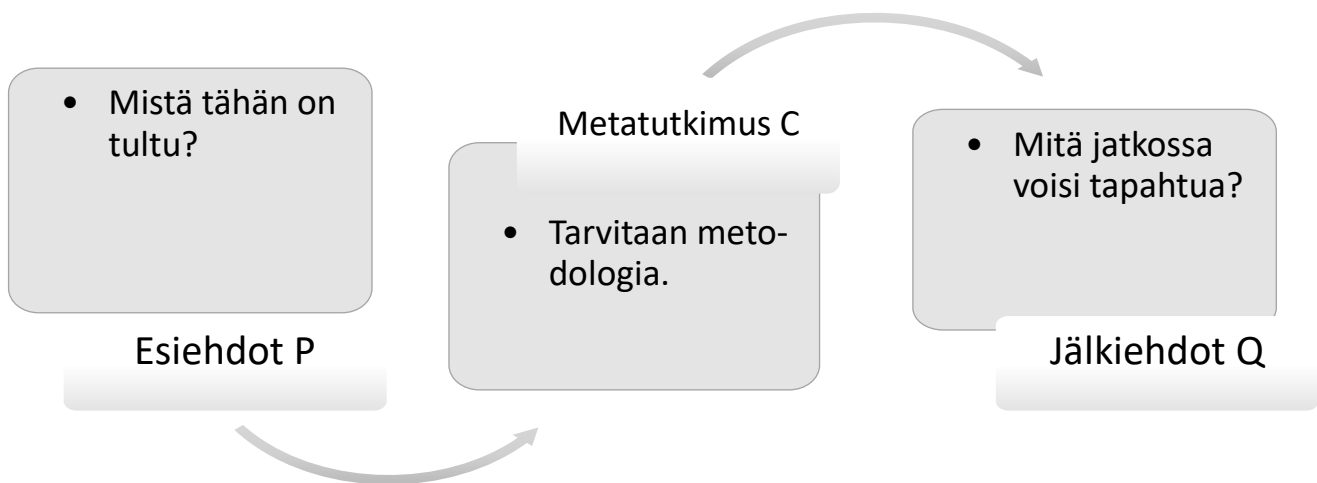 • Mistä tähän on
tultu?
Esiehdot P
Metatutkimus C
• Tarvitaan meto-
dologia.
• Mitä jatkossa
voisi tapahtua?
Jälkiehdot Q